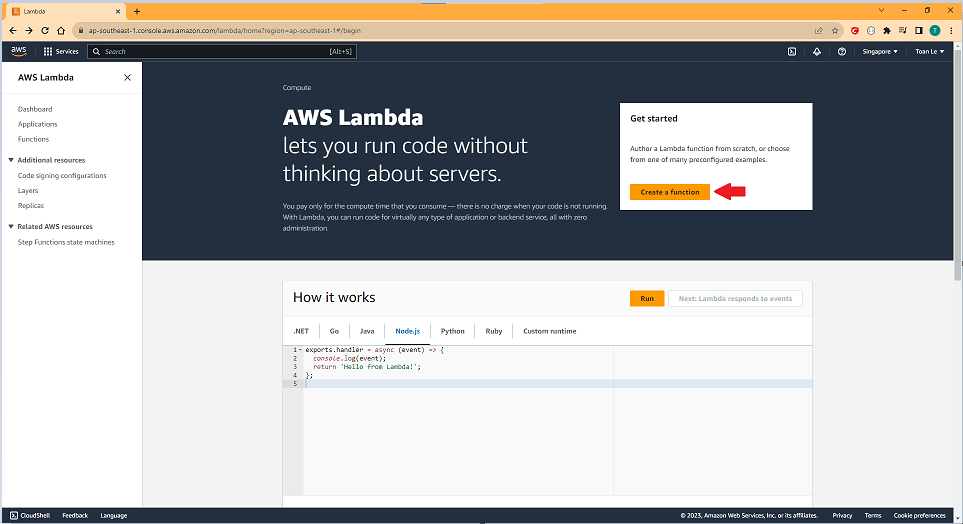 Lambda
ap-southeast-1.console.aws.amazon.com/lambda/home?region=ap-southeast-1#/begin
T
aws
Services
Search
[Alt+S]
Singapore
Toan Le
AWS Lambda
Dashboard
Applications
Functions
Additional resources
Code signing configurations
Layers
Replicas
Related AWS resources
Step Functions state machines
Compute
AWS Lambda
lets you run code without
thinking about servers.
You pay only for the compute time that you consume — there is no charge when your code is not running.
With Lambda, you can run code for virtually any type of application or backend service, all with zero
administration.
Get started
Author a Lambda function from scratch, or choose
from one of many preconfigured examples.
Create a function
How it works
Run
Next: Lambda responds to events
.NET
Go
Java
Node.js
Python
Ruby
Custom runtime
1 exports.handler = async (event) => {
2 console.log(event);
3 return 'Hello from Lambda!';
4 };
5
CloudShell
Feedback
Language
© 2023, Amazon Web Services, Inc. or its affiliates.
Privacy
Terms
Cookie preferences